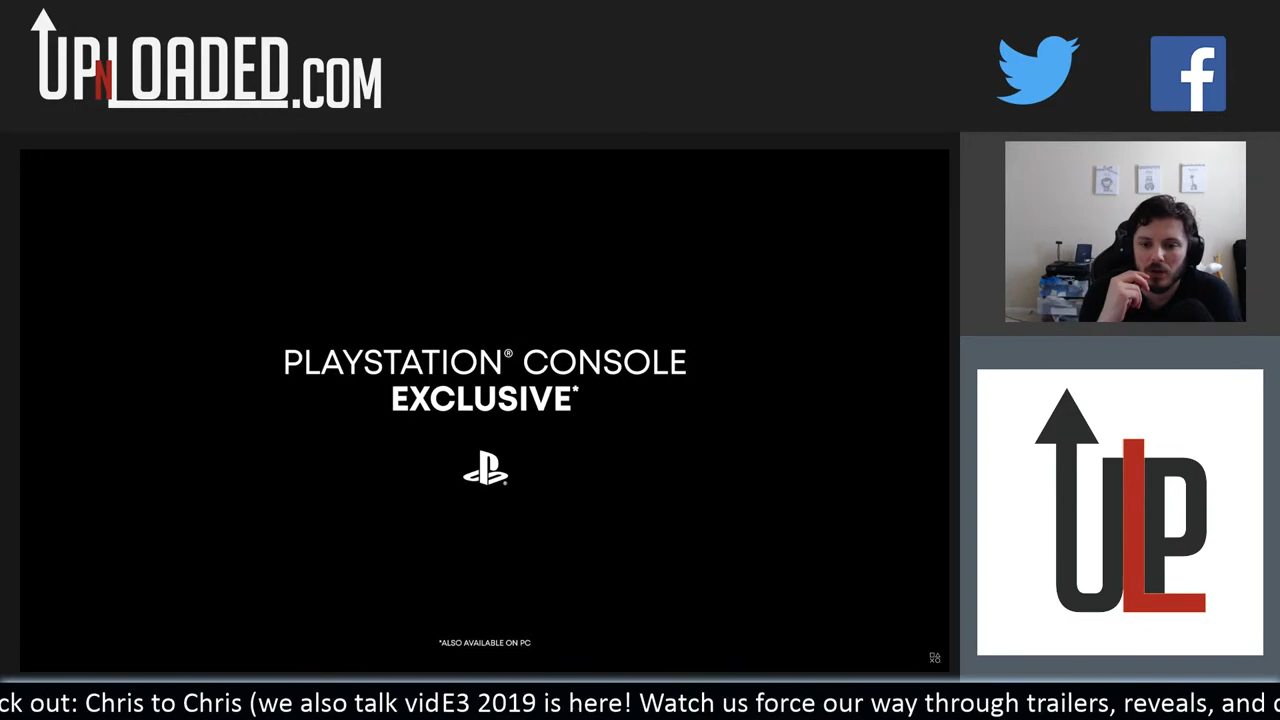 UPNLOADED.COM
PLAYSTATION® CONSOLE
EXCLUSIVE*
*ALSO AVAILABLE ON PC
ULP
ck out: Chris to Chris (we also talk vidE3 2019 is here! Watch us force our way through trailers, reveals, and